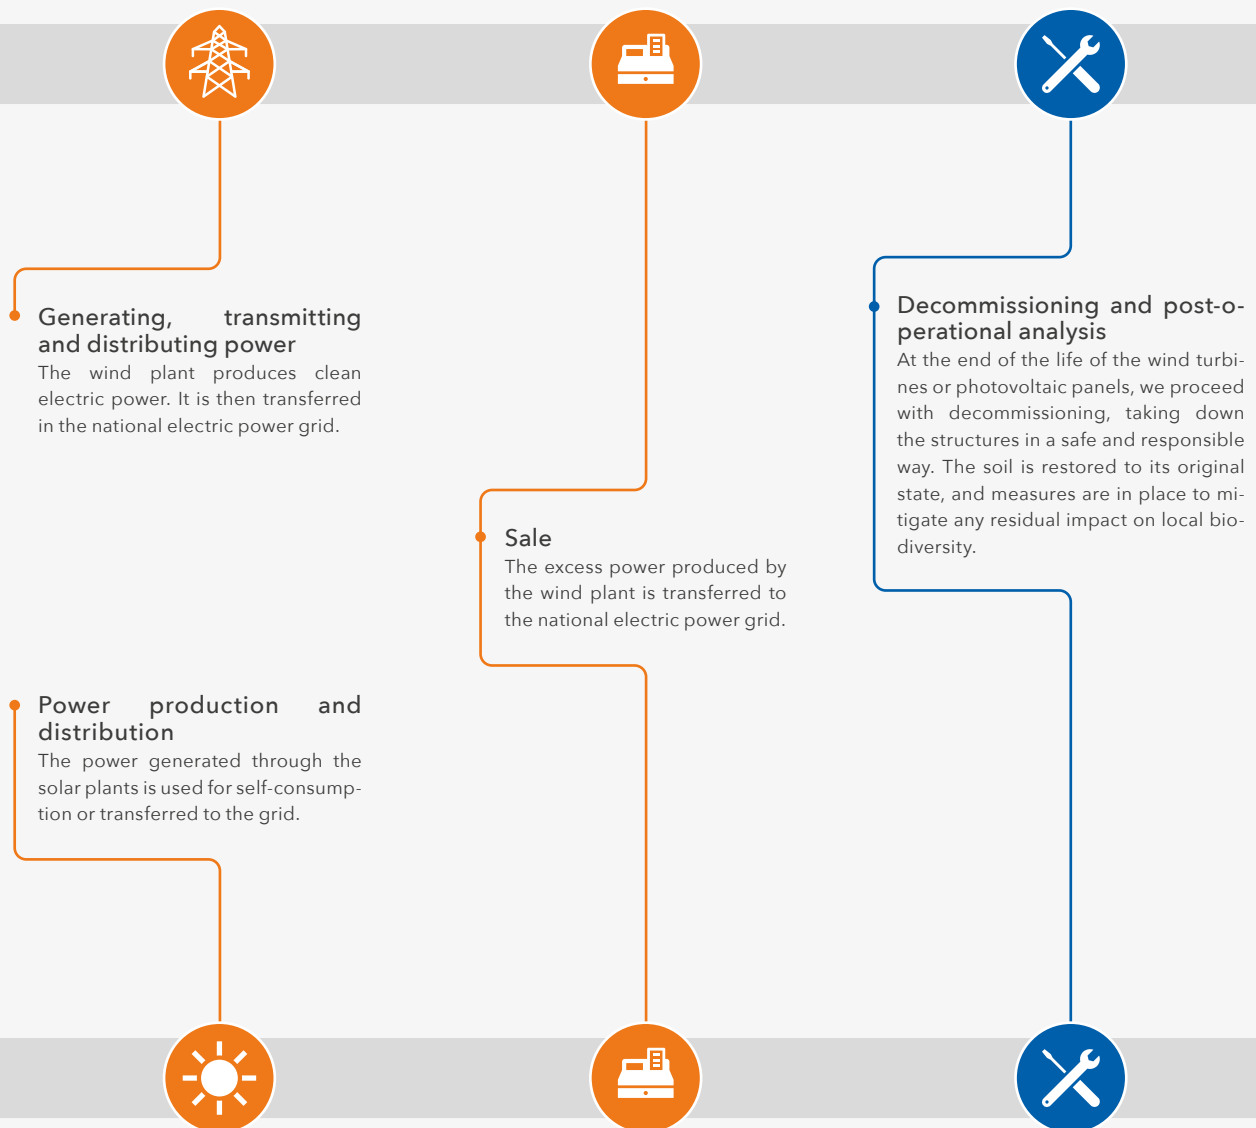 Generating, transmitting
and distributing power
The wind plant produces clean
electric power. It is then transferred
in the national electric power grid.
Power production and
distribution
The power generated through the
solar plants is used for self-consump-
tion or transferred to the grid.
Sale
The excess power produced by
the wind plant is transferred to
the national electric power grid.
Decommissioning and post-o-
perational analysis
At the end of the life of the wind turbi-
nes or photovoltaic panels, we proceed
with decommissioning, taking down
the structures in a safe and responsible
way. The soil is restored to its original
state, and measures are in place to mi-
tigate any residual impact on local bio-
diversity.